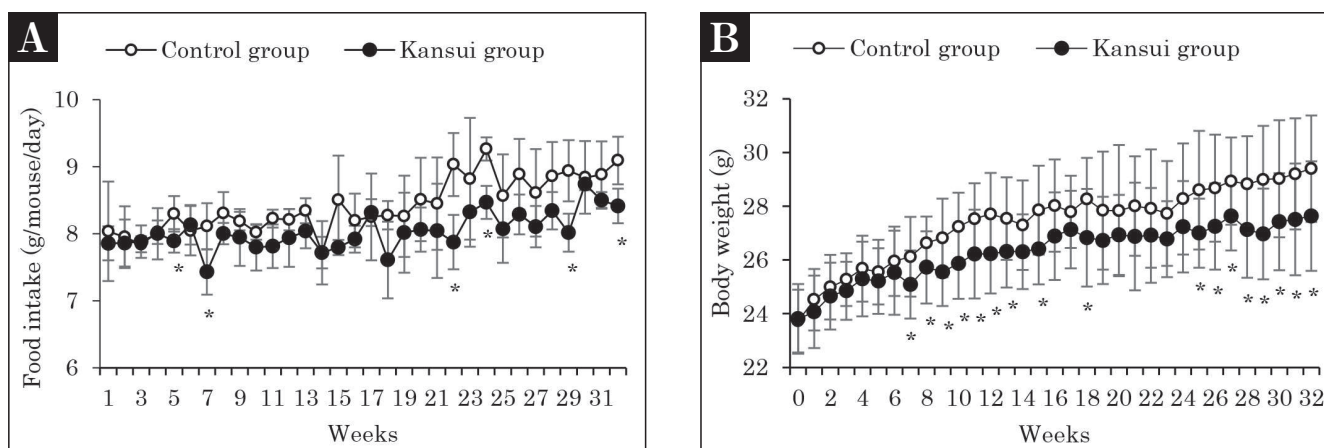 A
Control group Kansui group
Food intake (g/mouse/day)
10
9
8
7
6
* * * * * *
1 3 5 7 9 11 13 15 17 19 21 23 25 27 29 31
Weeks
B
Control group Kansui group
Body weight (g)
32
30
28
26
24
22
* * * * * * * * * * * * * * * *
0 2 4 6 8 10 12 14 16 18 20 22 24 26 28 30 32
Weeks